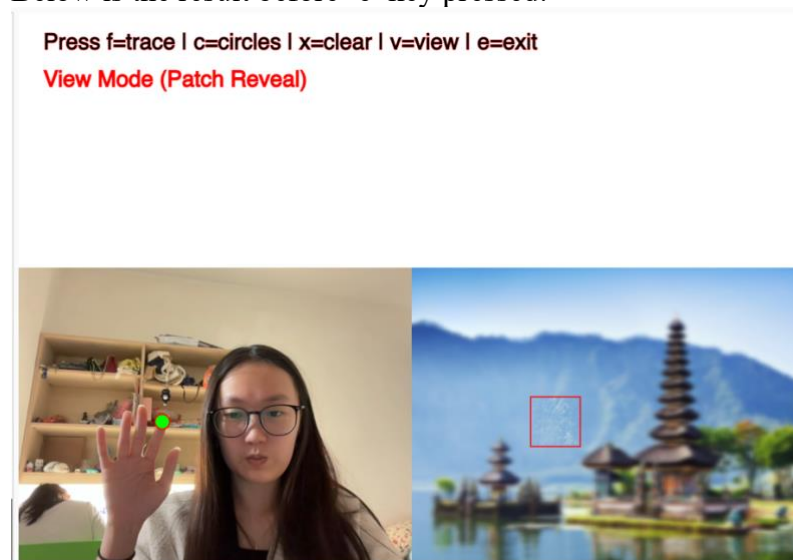 Press f=trace | c=circles | x=clear | v=view | e=exit
View Mode (Patch Reveal)